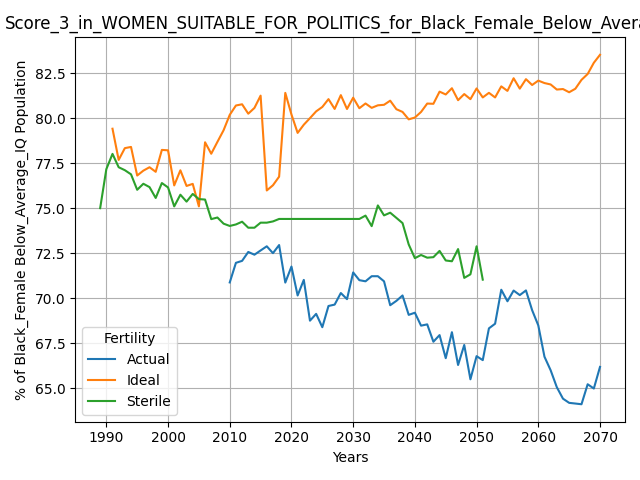 Score_3_in_WOMEN_SUITABLE_FOR_POLITICS_for_Black_Female_Below_Avera
% of Black_Female Below_Average_IQ Population
82.5
80.0
77.5
75.0
72.5
70.0
67.5
65.0
Fertility
Actual
Ideal
Sterile
1990 2000 2010 2020 2030 2040 2050 2060 2070
Years